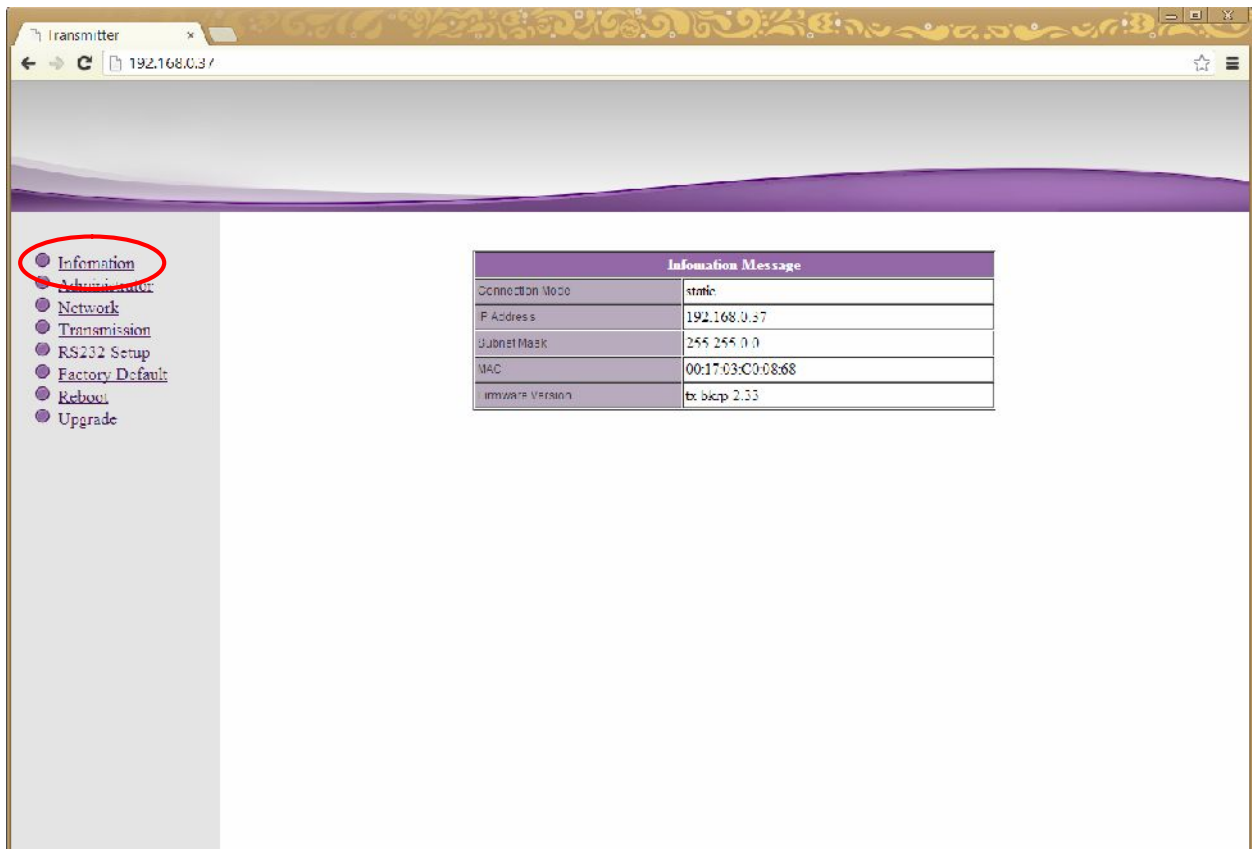 Transmitter
192.168.0.37
Infomation
Administrator
Network
Transmission
RS232 Setup
Factory Default
Reboot
Upgrade
Infomation Message
Connection Mode static
IP Address 192.168.0.37
Subnet Mask 255.255.0.0
MAC 00:17:03:C0:08:68
Firmware Version 2.33